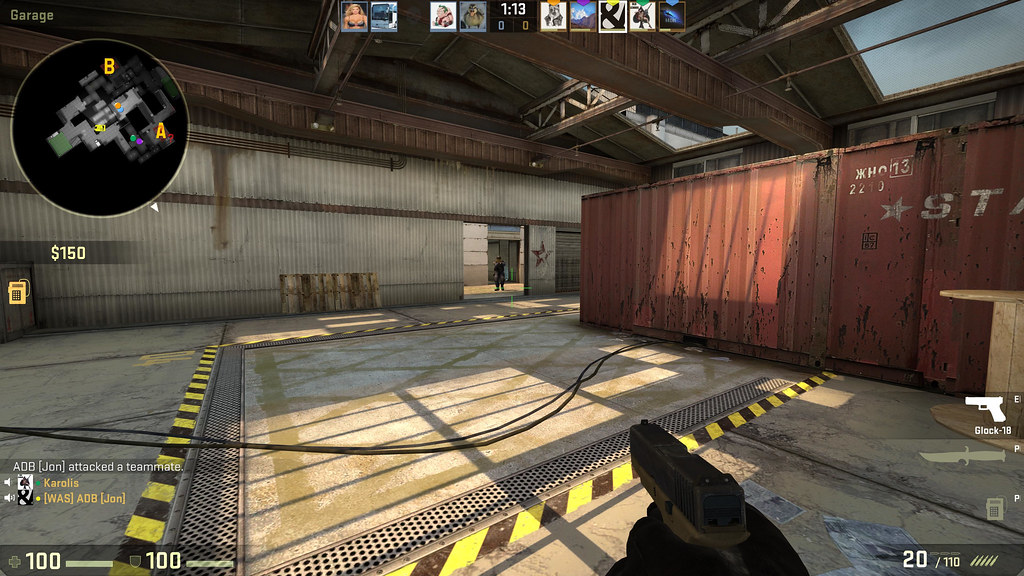 Garage
1:13
0 0
B
A
$150
ЖНО 13
2210
STA
Glock-18
ADB [Jon] attacked a teammate.
Karolis
[WAS] ADB [Jon]
100
100
20 / 110